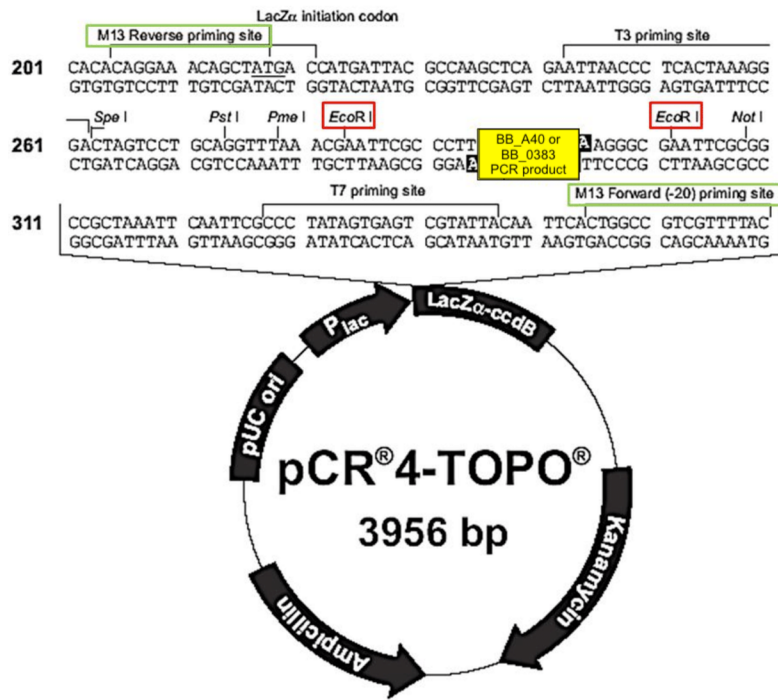 LacZα initiation codon
M13 Reverse priming site
T3 priming site
201 CACACAGGAA ACAGCTATGA CCATGATTAC GCCAAGCTCA GAATTAACCC TCACTAAAGG
GTGTGTCCTT TGTCGATACT GGTACTAATG CGGTTCGAGT CTTAATTGGG AGTGATTTCC
Spe I Pst I Pme I EcoR I EcoR I Not I
261 GACTAGTCCT GCAGGTTTAA ACGAATTCGC CCTT BB_A40 or BB_0383 PCR product A AGGGC GAATTCGCGG
CTGATCAGGA CGTCCAAATT TGCTTAAGCG GGA A TTCCCG CTTAAGCGCC
T7 priming site
M13 Forward (-20) priming site
311 CCGCTAAATT CAATTCGCCC TATAGTGAGT CGTATTACAA TTCACTGGCC GTCGTTTTAC
GGCGATTTAA GTTAAGCGGG ATATCACTCA GCATAATGTT AAGTGACCGG CAGCAAAATG
Plac
LacZα-ccdB
pUC ori
pCR®4-TOPO®
3956 bp
Kanamycin
Ampicillin